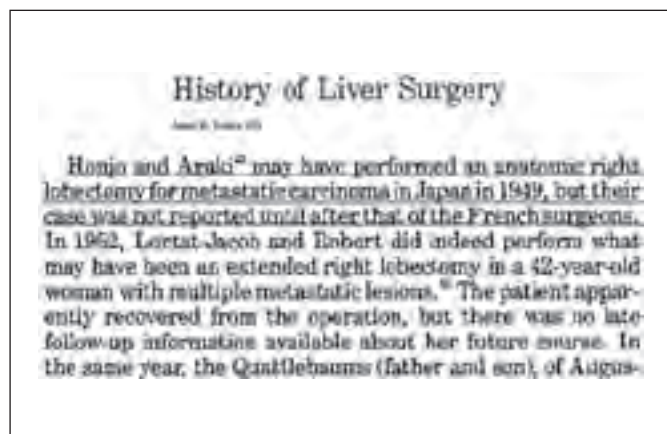 History of Liver Surgery
Honjo and Araki may have performed an anatomic right
lobectomy for metastatic carcinoma in Japan in 1949, but their
case was not reported until after that of the French surgeons.
In 1952, Lortat-Jacob and Robert did indeed perform what
may have been an extended right lobectomy in a 42-year-old
woman with multiple metastatic lesions. The patient appar-
ently recovered from the operation, but there was no late
follow-up information available about her future course. In
the same year, the Quattlebaums (father and son), of Augus-